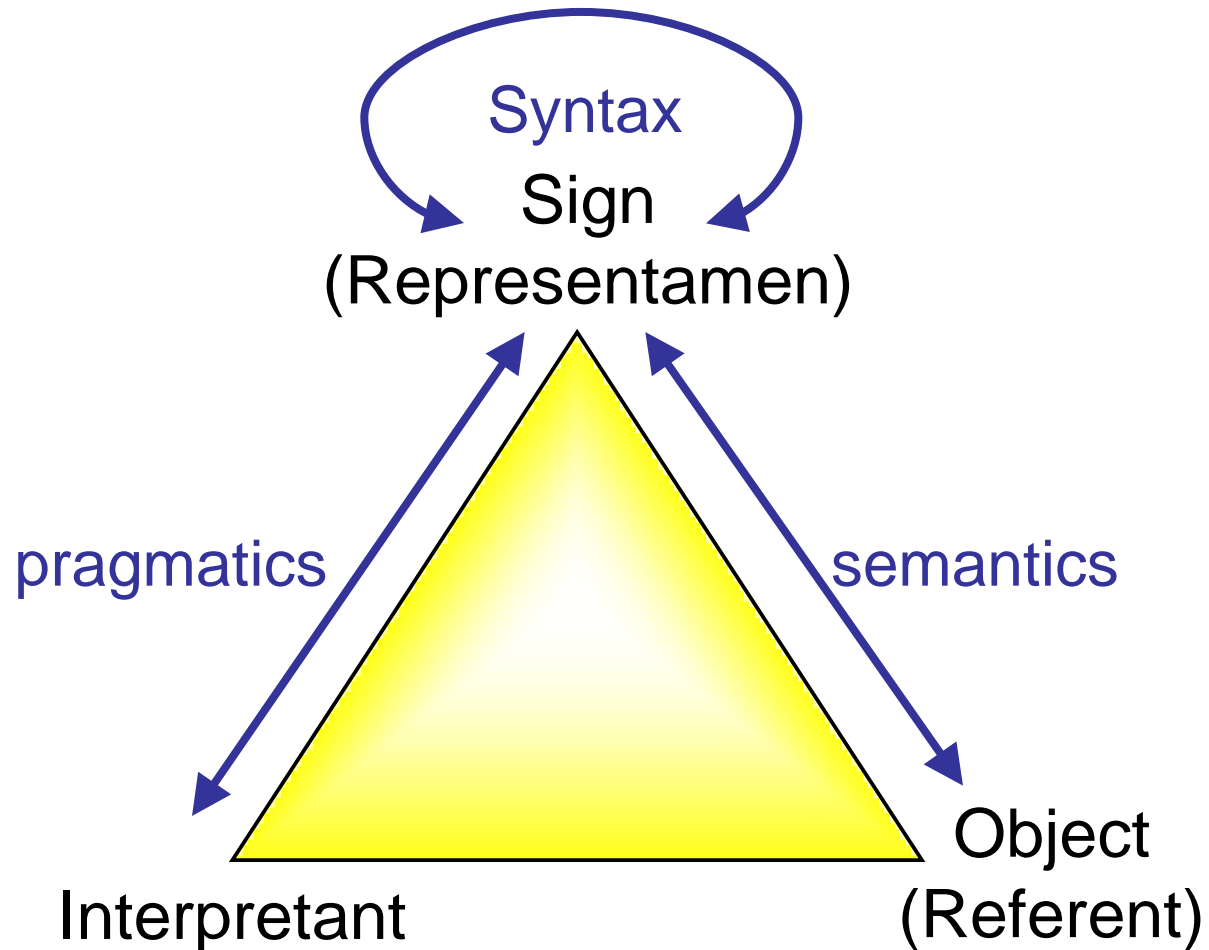 Syntax
Sign
(Representamen)
pragmatics
semantics
Object
(Referent)
Interpretant